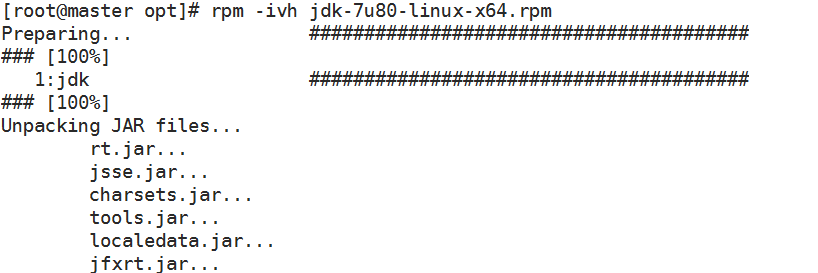 [root@master opt]# rpm -ivh jdk-7u80-linux-x64.rpm
Preparing...                ########################################
### [100%]
   1:jdk                    ########################################
### [100%]
Unpacking JAR files...
        rt.jar...
        jsse.jar...
        charsets.jar...
        tools.jar...
        localedata.jar...
        jfxrt.jar...